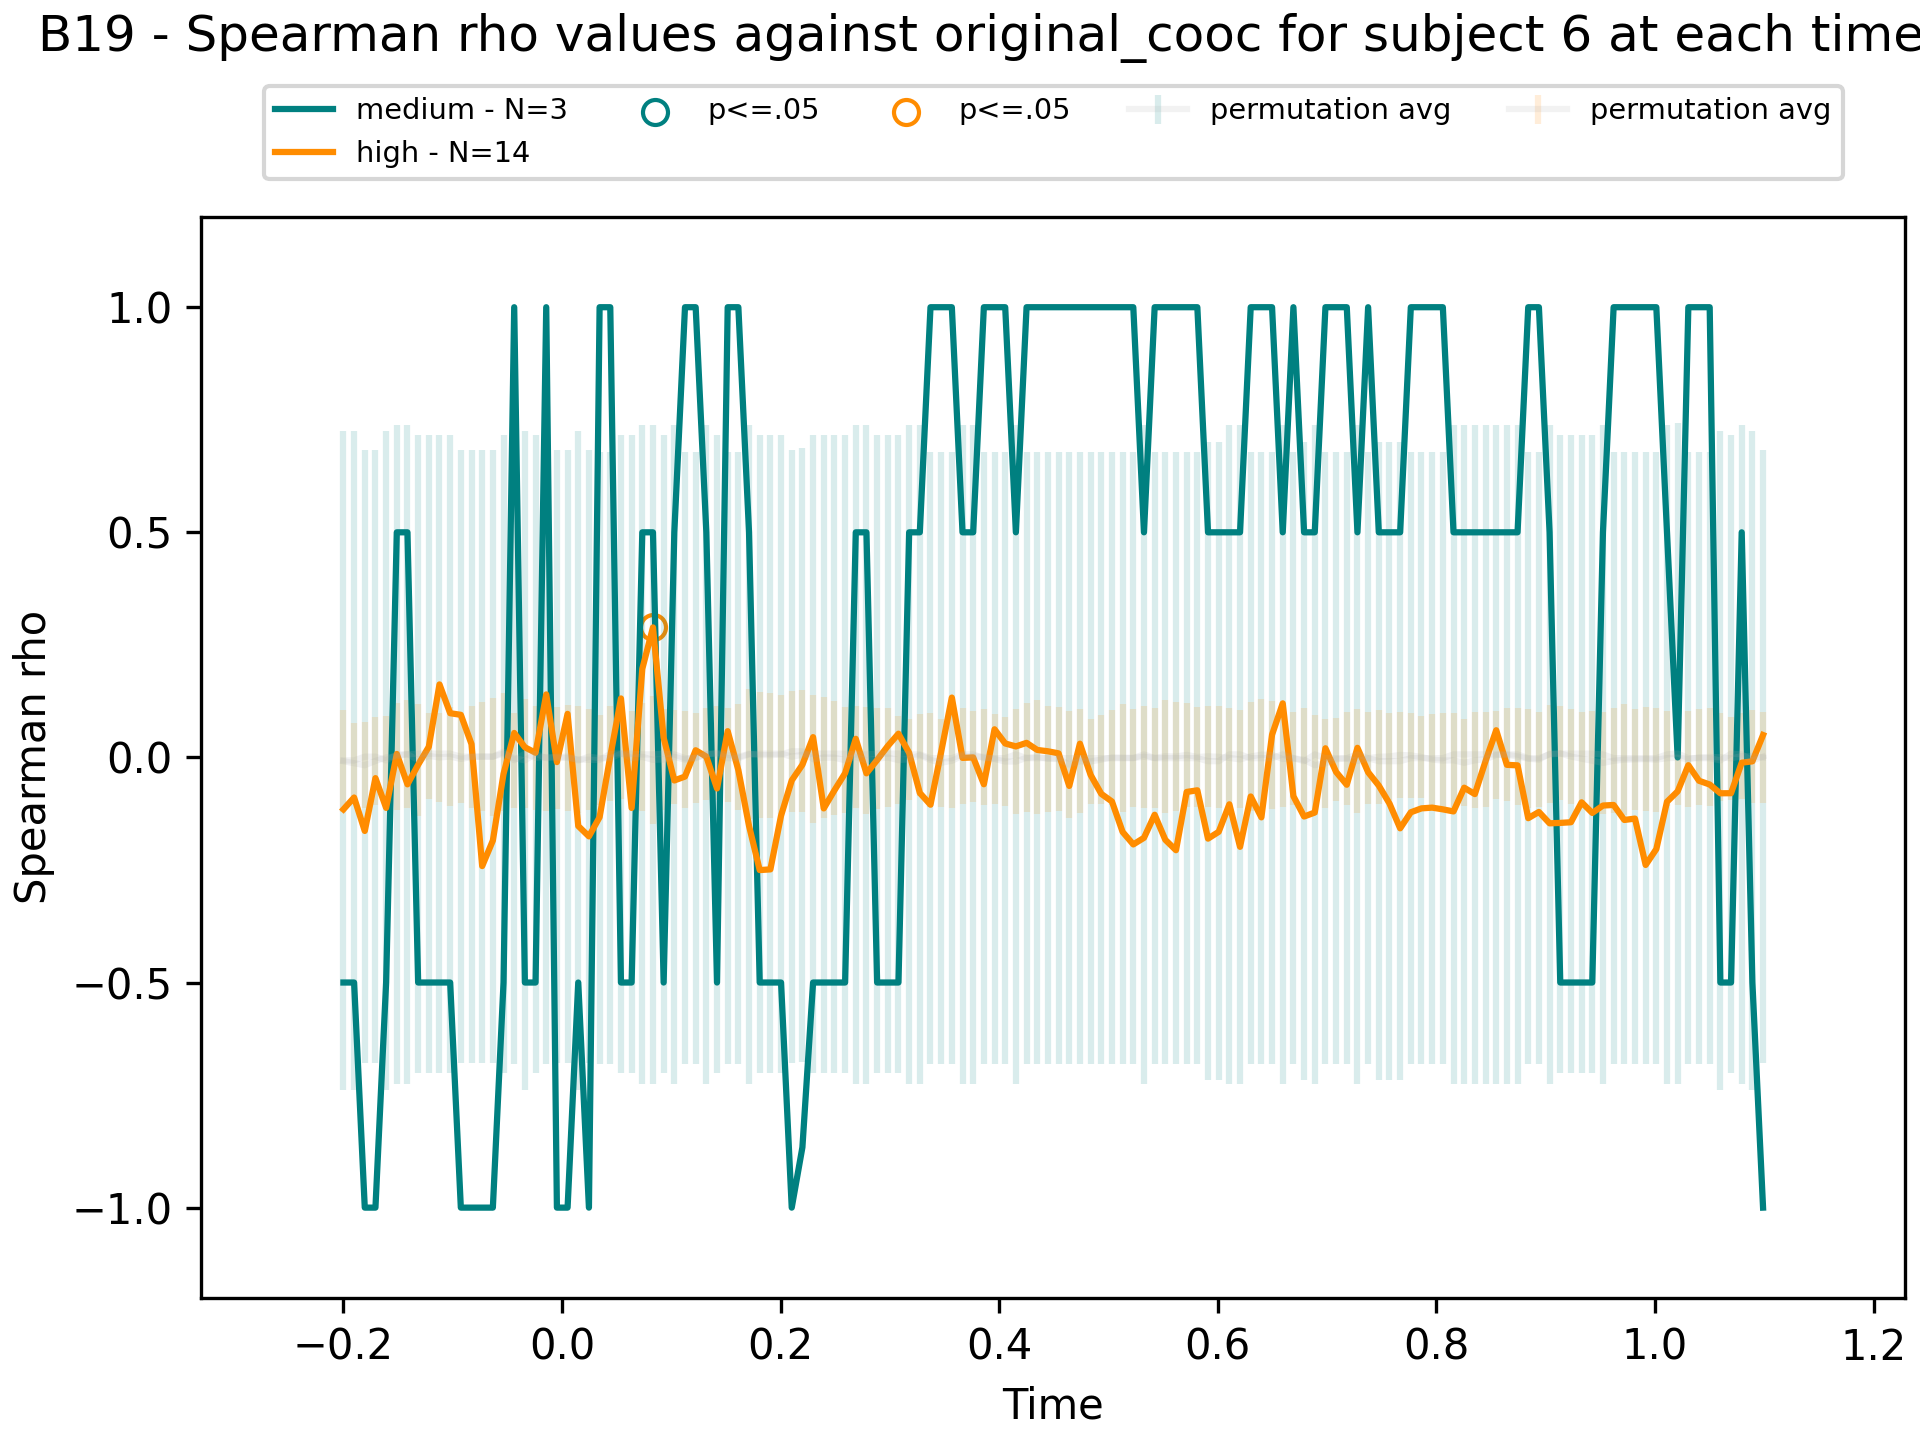 B19 - Spearman rho values against original_cooc for subject 6 at each time
medium - N=3
high - N=14
p<=.05
p<=.05
permutation avg
permutation avg
1.0
0.5
0.0
−0.5
−1.0
Spearman rho
−0.2
0.0
0.2
0.4
0.6
0.8
1.0
1.2
Time